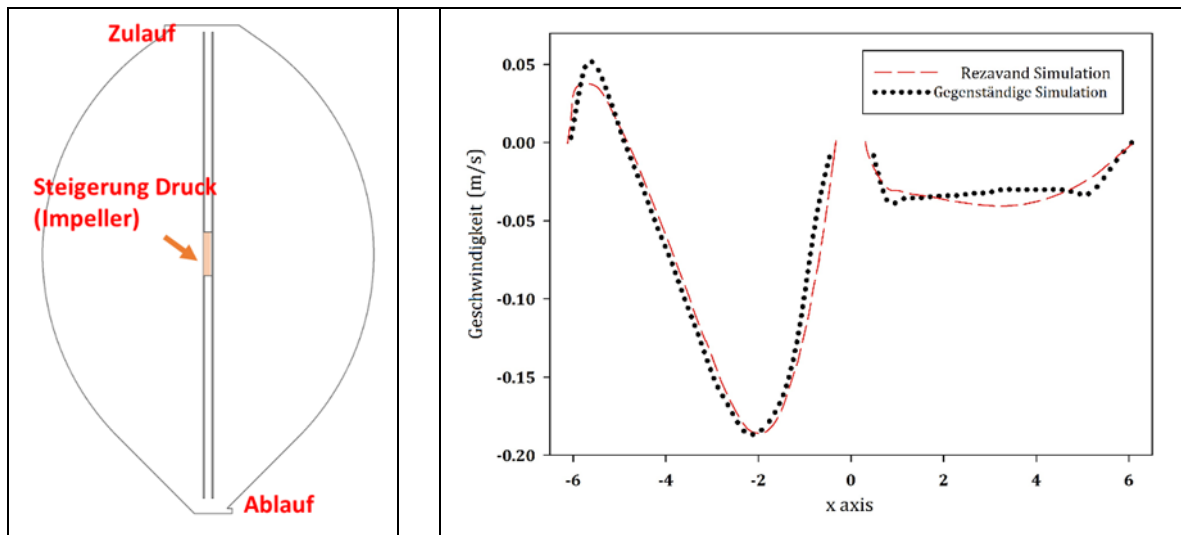 Zulauf
Steigerung Druck
(Impeller)
Ablauf
Rezavand Simulation
Gegenständige Simulation
Geschwindigkeit (m/s)
0.05
0.00
-0.05
-0.10
-0.15
-0.20
-6 -4 -2 0 2 4 6
x axis